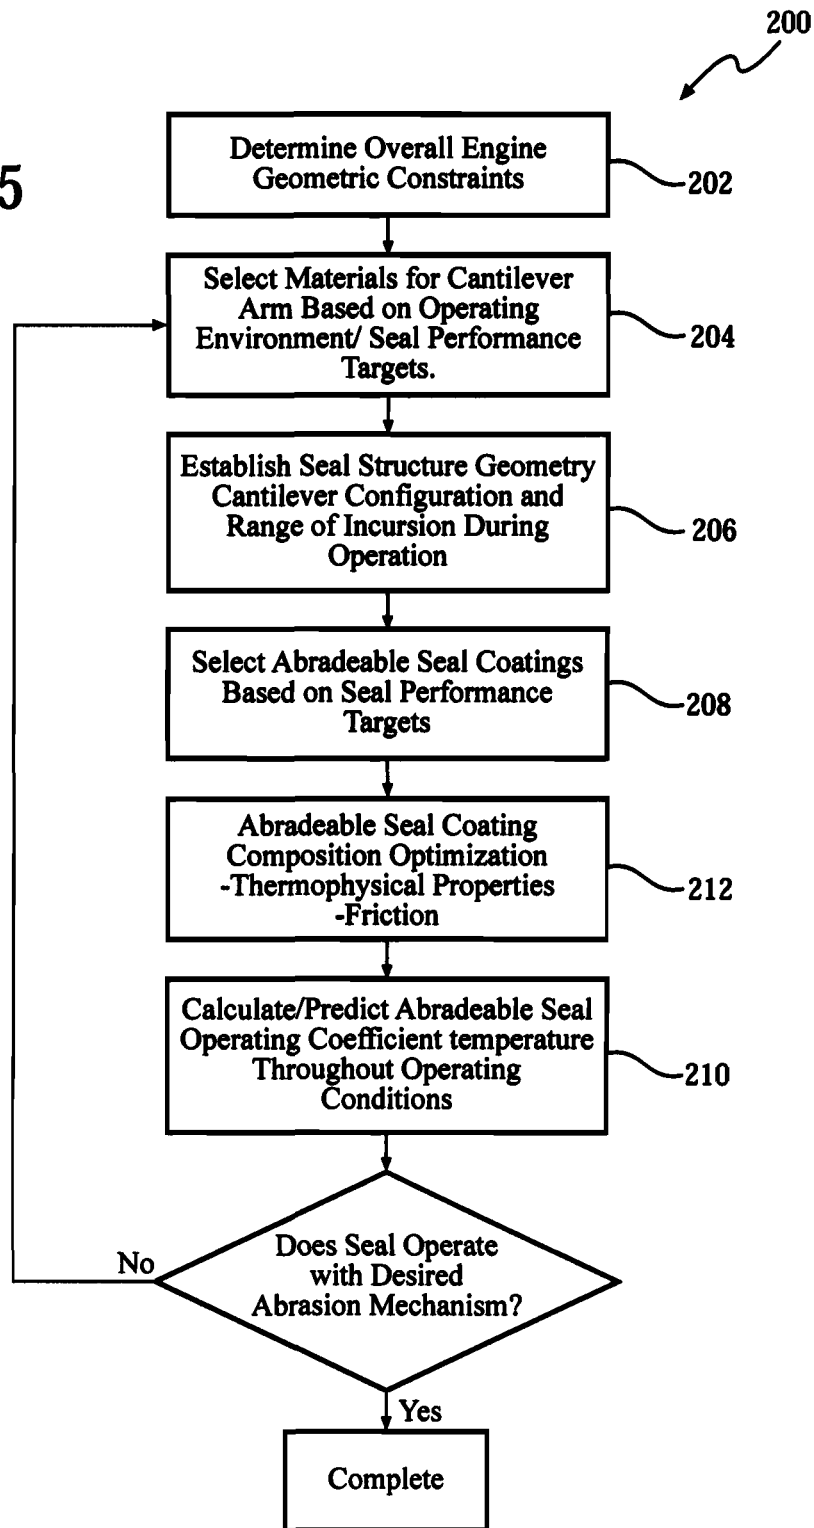 200
5
Determine Overall Engine
Geometric Constraints
202
Select Materials for Cantilever
Arm Based on Operating
Environment/ Seal Performance
Targets.
204
Establish Seal Structure Geometry
Cantilever Configuration and
Range of Incursion During
Operation
206
Select Abradeable Seal Coatings
Based on Seal Performance
Targets
208
Abradeable Seal Coating
Composition Optimization
-Thermophysical Properties
-Friction
212
Calculate/Predict Abradeable Seal
Operating Coefficient temperature
Throughout Operating
Conditions
210
Does Seal Operate
with Desired
Abrasion Mechanism?
No
Yes
Complete